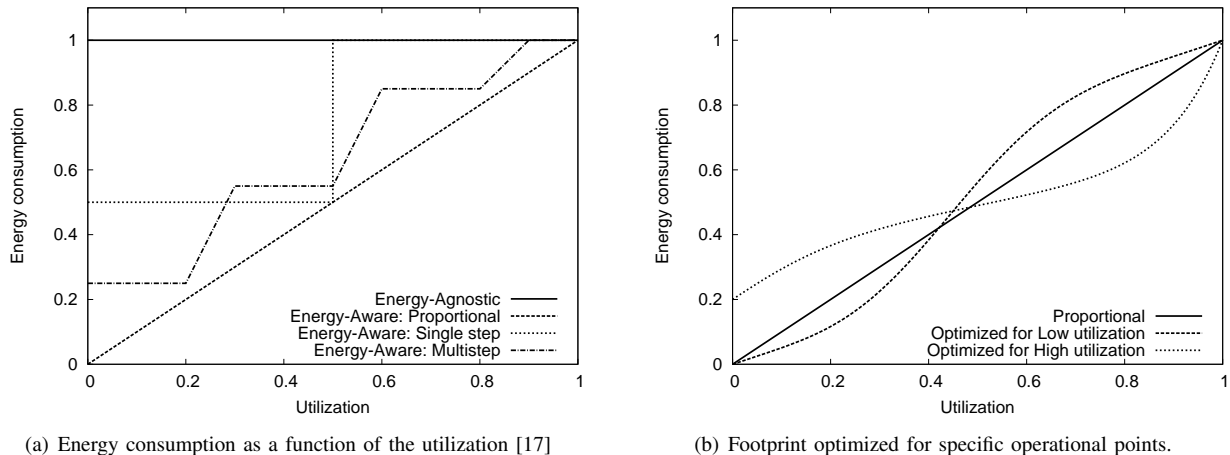 1
0.8
0.6
0.4
0.2
0
Energy consumption
Energy-Agnostic
Energy-Aware: Proportional
Energy-Aware: Single step
Energy-Aware: Multistep
0 0.2 0.4 0.6 0.8 1
Utilization
(a) Energy consumption as a function of the utilization [17]
1
0.8
0.6
0.4
0.2
0
Energy consumption
Proportional
Optimized for Low utilization
Optimized for High utilization
0 0.2 0.4 0.6 0.8 1
Utilization
(b) Footprint optimized for specific operational points.